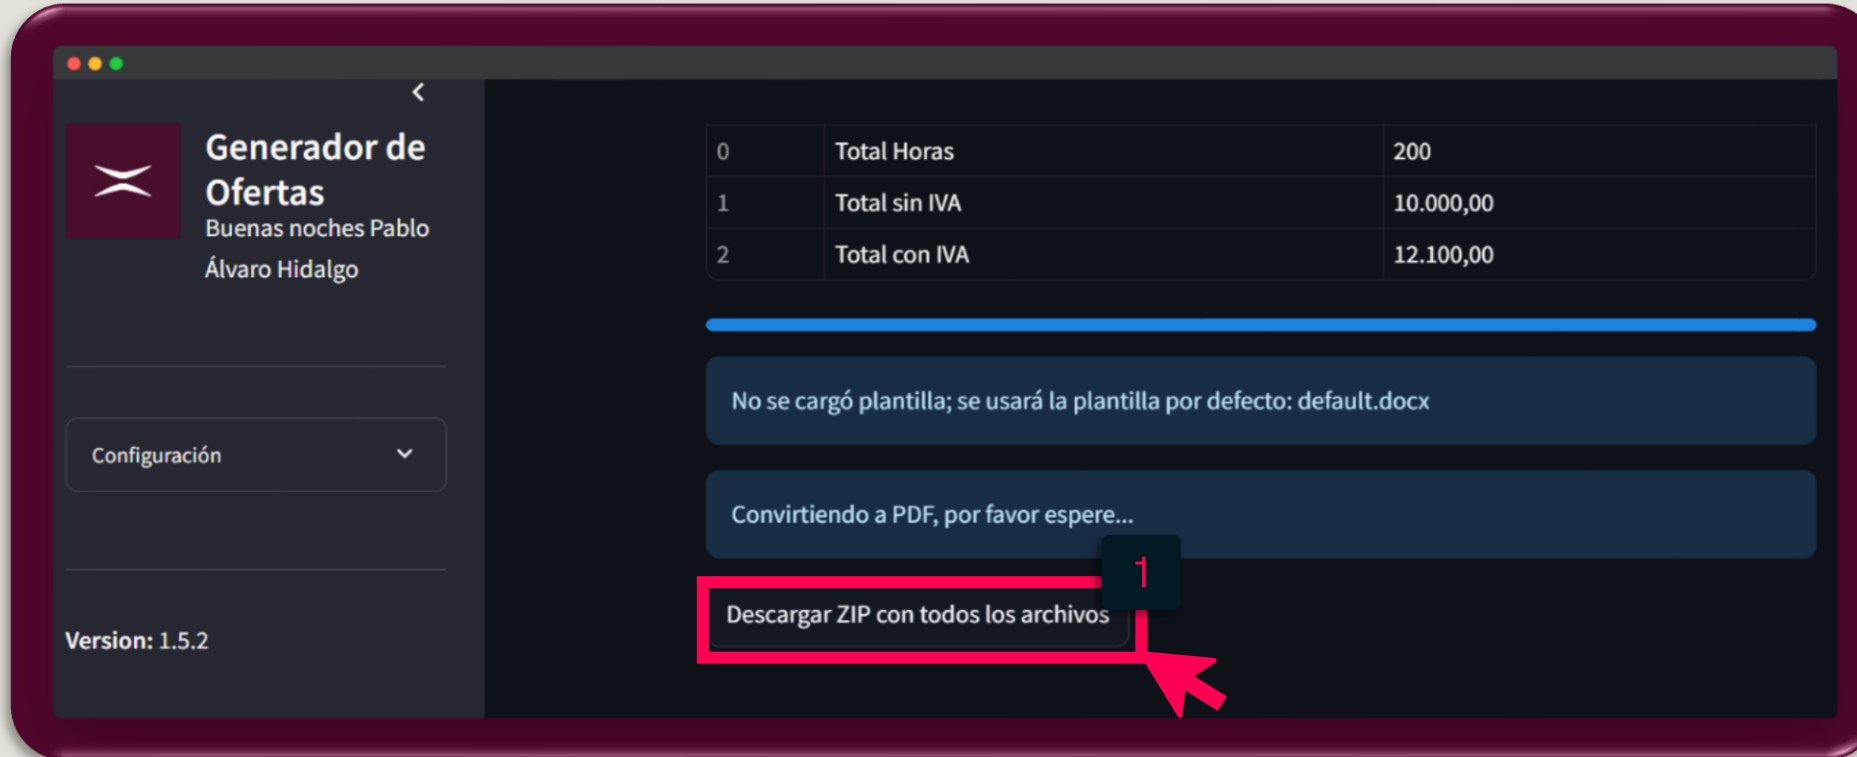 Generador de
Ofertas
Buenas noches Pablo
Álvaro Hidalgo
Configuración
Version: 1.5.2
0 Total Horas 200
1 Total sin IVA 10.000,00
2 Total con IVA 12.100,00
No se cargó plantilla; se usará la plantilla por defecto: default.docx
Convirtiendo a PDF, por favor espere...
1
Descargar ZIP con todos los archivos